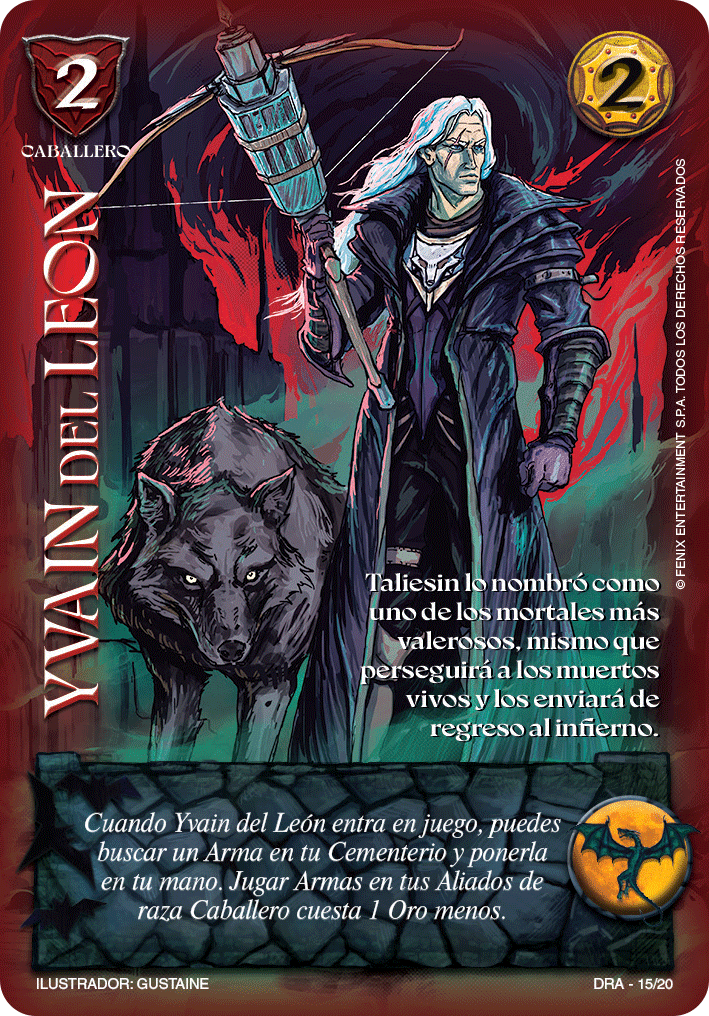 2
2
CABALLERO
YVAIN DEL LEON
© FENIX ENTERTAINMENT S.P.A. TODOS LOS DERECHOS RESERVADOS
Taliesin lo nombró como
uno de los mortales más
valerosos, mismo que
perseguirá a los muertos
vivos y los enviará de
regreso al infierno.
Cuando Yvain del León entra en juego, puedes
buscar un Arma en tu Cementerio y ponerla
en tu mano. Jugar Armas en tus Aliados de
raza Caballero cuesta 1 Oro menos.
ILUSTRADOR: GUSTAINE
DRA - 15/20